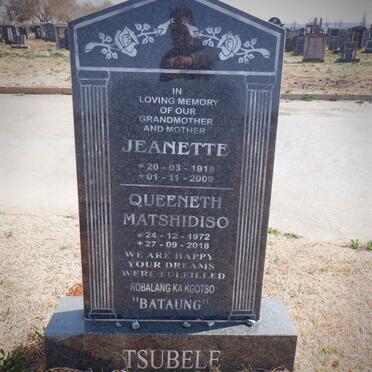 IN
LOVING MEMORY
OF OUR
GRANDMOTHER
AND MOTHER
JEANETTE
* 20 - 03 - 1918
+ 01 - 11 - 2009
QUEENETH
MATSHIDISO
* 24 - 12 - 1972
+ 27 - 09 - 2018
WE ARE HAPPY
YOUR DREAMS
WERE FULFILLED
ROBALANG KA KGOTSO
"BATAUNG"
TSUBELE